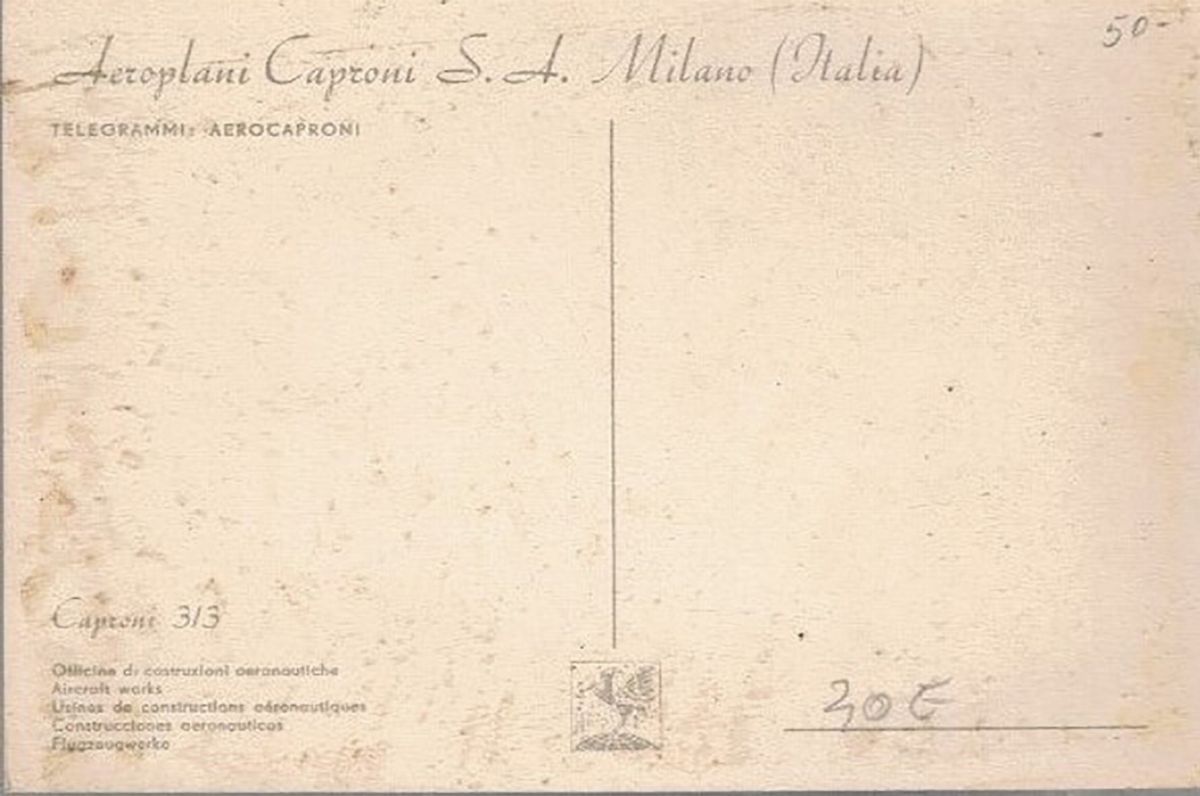 Aeroplani Caproni S. A. Milano (Italia)
50-
TELEGRAMMI: AEROCAPRONI
Caproni 313
Officine di costruzioni aeronautiche
Aircraft works
Usines de constructions aéronautiques
Construcciones aeronauticas
Flugzeugwerke
30 €